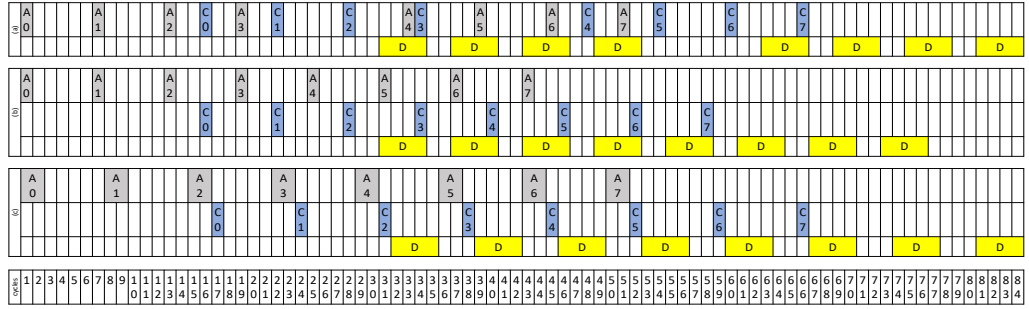 (a) A0 A1 A2 C0 A3 C1 C2 A4 C3 A5 A6 C4 A7 C5 C6 C7
D D D D D D D D
(b) A0 A1 A2 A3 A4 A5 A6 A7
C0 C1 C2 C3 C4 C5 C6 C7
D D D D D D D D
(c) A0 A1 A2 A3 A4 A5 A6 A7
C0 C1 C2 C3 C4 C5 C6 C7
D D D D D D D D
cycles 1 2 3 4 5 6 7 8 9 10 11 12 13 14 15 16 17 18 19 20 21 22 23 24 25 26 27 28 29 30 31 32 33 34 35 36 37 38 39 40 41 42 43 44 45 46 47 48 49 50 51 52 53 54 55 56 57 58 59 60 61 62 63 64 65 66 67 68 69 70 71 72 73 74 75 76 77 78 79 80 81 82 83 84